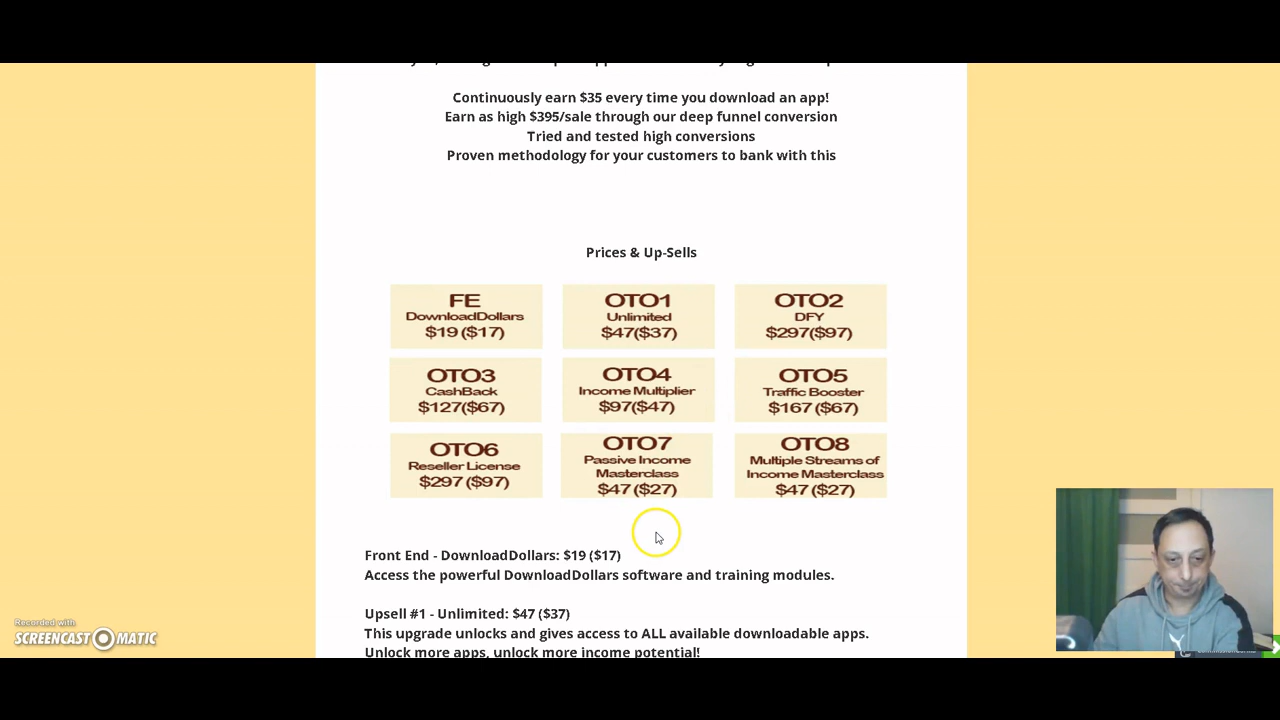 Continuously earn $35 every time you download an app!
Earn as high $395/sale through our deep funnel conversion
Tried and tested high conversions
Proven methodology for your customers to bank with this
Prices & Up-Sells
FE
DownloadDollars
$19 ($17)
OTO1
Unlimited
$47($37)
OTO2
DFY
$297($97)
OTO3
CashBack
$127($67)
OTO4
Income Multiplier
$97($47)
OTO5
Traffic Booster
$167 ($67)
OTO6
Reseller License
$297 ($97)
OTO7
Passive Income
Masterclass
$47 ($27)
OTO8
Multiple Streams of
Income Masterclass
$47 ($27)
Front End - DownloadDollars: $19 ($17)
Access the powerful DownloadDollars software and training modules.
Upsell #1 - Unlimited: $47 ($37)
This upgrade unlocks and gives access to ALL available downloadable apps.
Unlock more apps, unlock more income potential!
Recorded with
SCREENCAST MATIC